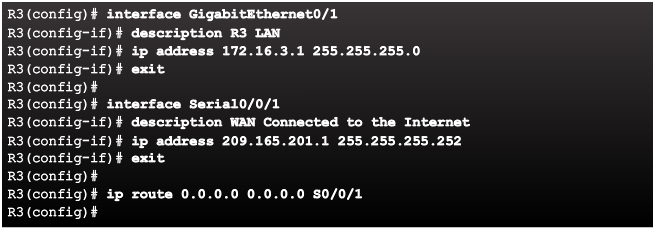 R3(config)# interface GigabitEthernet0/1
R3(config-if)# description R3 LAN
R3(config-if)# ip address 172.16.3.1 255.255.255.0
R3(config-if)# exit
R3(config)#
R3(config)# interface Serial0/0/1
R3(config-if)# description WAN Connected to the Internet
R3(config-if)# ip address 209.165.201.1 255.255.255.252
R3(config-if)# exit
R3(config)#
R3(config)# ip route 0.0.0.0 0.0.0.0 S0/0/1
R3(config)#